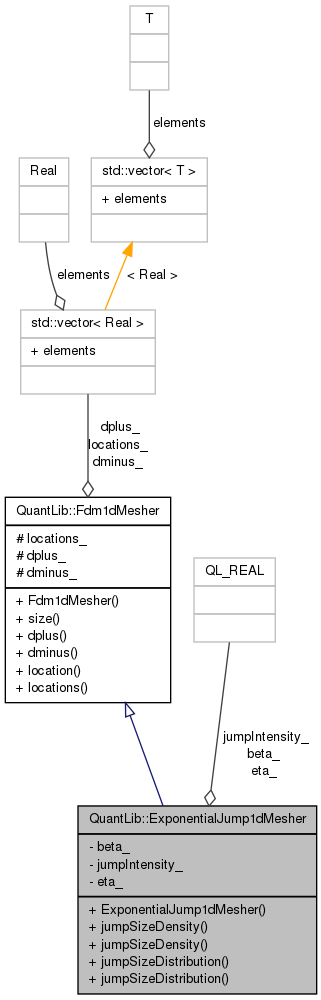 T
elements
Real
std::vector< T >
+ elements
elements
< Real >
std::vector< Real >
+ elements
dplus_
locations_
dminus_
QuantLib::Fdm1dMesher
# locations_
# dplus_
# dminus_
+ Fdm1dMesher()
+ size()
+ dplus()
+ dminus()
+ location()
+ locations()
QL_REAL
jumpIntensity_
beta_
eta_
QuantLib::ExponentialJump1dMesher
- beta_
- jumpIntensity_
- eta_
+ ExponentialJump1dMesher()
+ jumpSizeDensity()
+ jumpSizeDensity()
+ jumpSizeDistribution()
+ jumpSizeDistribution()